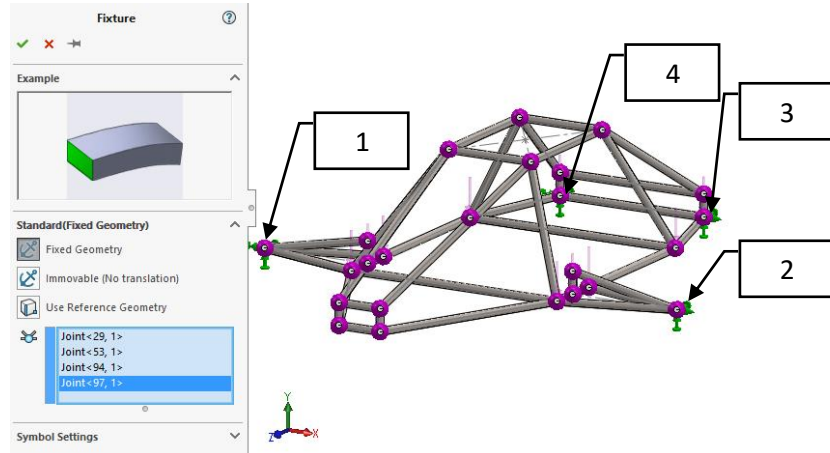 Fixture
Example
Standard(Fixed Geometry)
Fixed Geometry
Immovable (No translation)
Use Reference Geometry
Joint<29, 1>
Joint<53, 1>
Joint<94, 1>
Joint<97, 1>
Symbol Settings
1
4
3
2
Y
Z
X